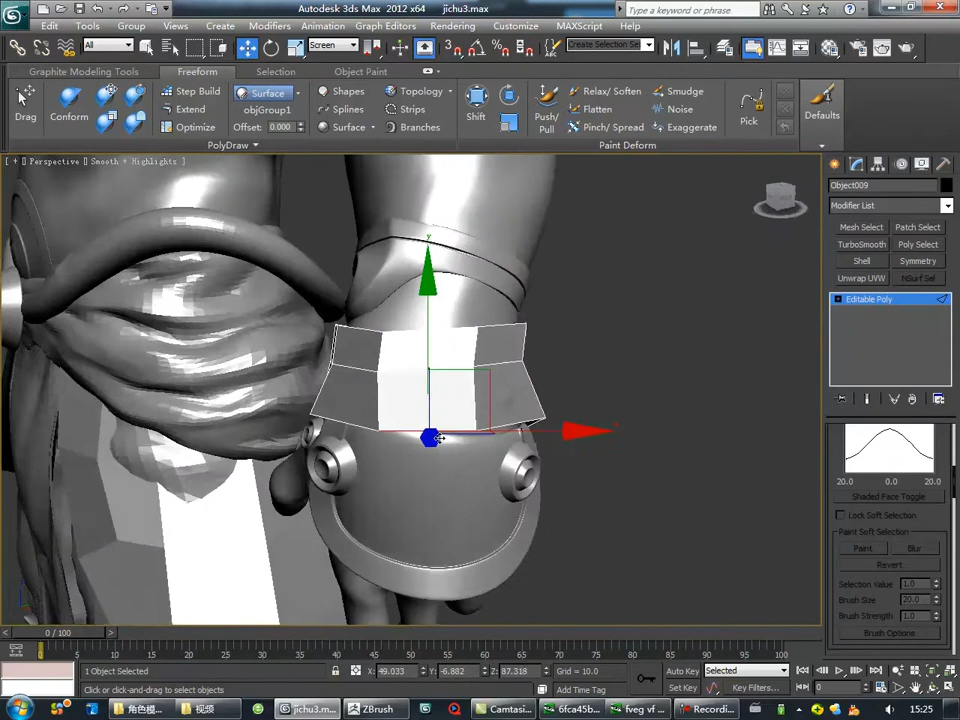 Autodesk 3ds Max 2012 x64 jichu3.max
Type a keyword or phrase
Edit Tools Group Views Create Modifiers Animation Graph Editors Rendering Customize MAXScript Help
All Screen Create Selection Se
Graphite Modeling Tools Freeform Selection Object Paint
Step Build Surface Shapes Topology Relax/ Soften Smudge
Extend objGroup1 Splines Strips Flatten Noise
Drag Conform Optimize Offset: 0.000 Surface Branches Shift Push/ Pull Pinch/ Spread Exaggerate Pick Defaults
PolyDraw Paint Deform
[ + ] Perspective ] Smooth + Highlights ]
Object009
Modifier List
Mesh Select Patch Select
TurboSmooth Poly Select
Shell Symmetry
Unwrap UVW NSurf Sel
Editable Poly
20.0 0.0 20.0
Shaded Face Toggle
Lock Soft Selection
Paint Soft Selection
Paint Blur
Revert
Selection Value 1.0
Brush Size 20.0
Brush Strength 1.0
Brush Options
0 / 100
0 5 10 15 20 25 30 35 40 45 50 55 60 65 70 75 80 85 90 95 100
1 Object Selected X: 49.033 Y: -6.882 Z: 87.318 Grid = 10.0 Auto Key Selected
Click or click-and-drag to select objects Add Time Tag Set Key Key Filters... 0
角色模... 视频 jichu3.m... ZBrush Camtasi... 6fca45b... fveg vf ... Recordi... 15:25